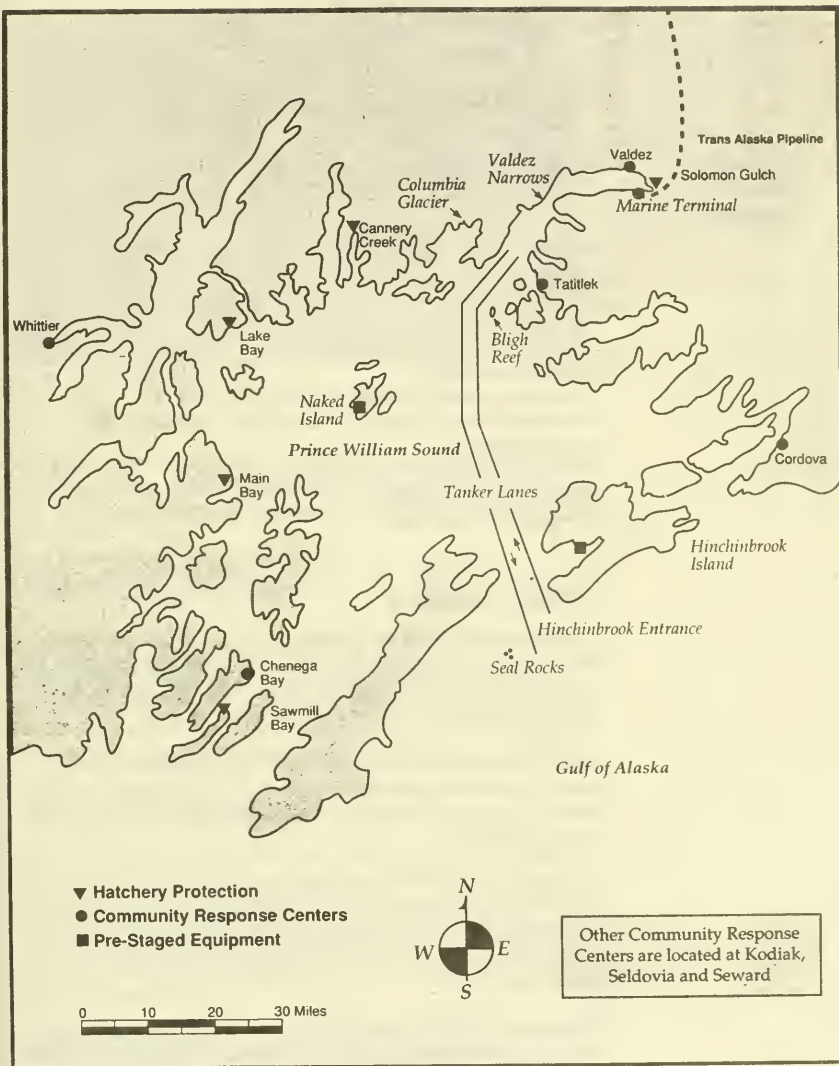 Trans Alaska Pipeline
Valdez
Valdez
Narrows
Solomon Gulch
Columbia
Glacier
Marine Terminal
Cannery
Creek
Tatitlek
Whittier
Lake
Bay
Bligh
Reef
Naked
Island
Prince William Sound
Cordova
Main
Bay
Tanker Lanes
Hinchinbrook
Island
Hinchinbrook Entrance
Seal Rocks
Chenega
Bay
Sawmill
Bay
Gulf of Alaska
Hatchery Protection
Community Response Centers
Pre-Staged Equipment
N
W E
S
Other Community Response
Centers are located at Kodiak,
Seldovia and Seward
0 10 20 30 Miles